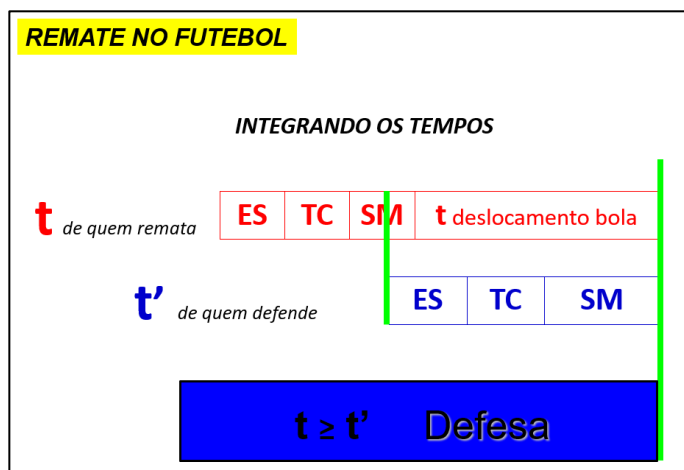 REMATE NO FUTEBOL
INTEGRANDO OS TEMPOS
t de quem remata ES TC SM t deslocamento bola
t' de quem defende ES TC SM
t ≥ t' Defesa